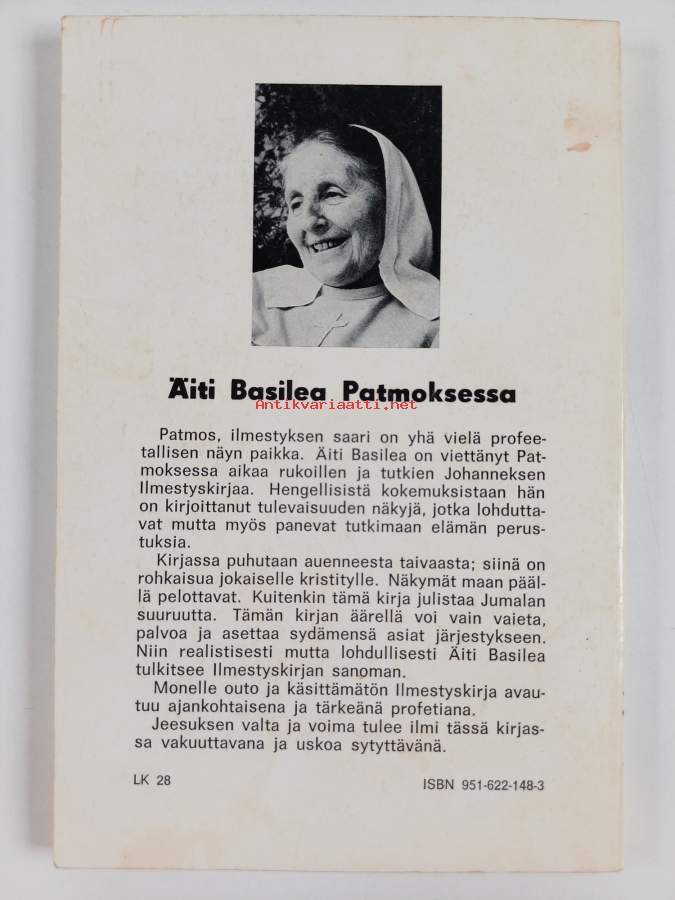 Äiti Basilea Patmoksessa
Antikvariaatti.net
Patmos, ilmestyksen saari on yhä vielä profee-
tallisen näyn paikka. Äiti Basilea on viettänyt Pat-
moksessa aikaa rukoillen ja tutkien Johanneksen
Ilmestyskirjaa. Hengellisistä kokemuksistaan hän
on kirjoittanut tulevaisuuden näkyjä, jotka lohdutta-
vat mutta myös panevat tutkimaan elämän perus-
tuksia.
Kirjassa puhutaan auenneesta taivaasta; siinä on
rohkaisua jokaiselle kristitylle. Näkymät maan pääl-
lä pelottavat. Kuitenkin tämä kirja julistaa Jumalan
suuruutta. Tämän kirjan äärellä voi vain vaieta,
palvoa ja asettaa sydämensä asiat järjestykseen.
Niin realistisesti mutta lohdullisesti Äiti Basilea
tulkitsee Ilmestyskirjan sanoman.
Monelle outo ja käsittämätön Ilmestyskirja avau-
tuu ajankohtaisena ja tärkeänä profetiana.
Jeesuksen valta ja voima tulee ilmi tässä kirjas-
sa vakuuttavana ja uskoa sytyttävänä.
LK 28
ISBN 951-622-148-3